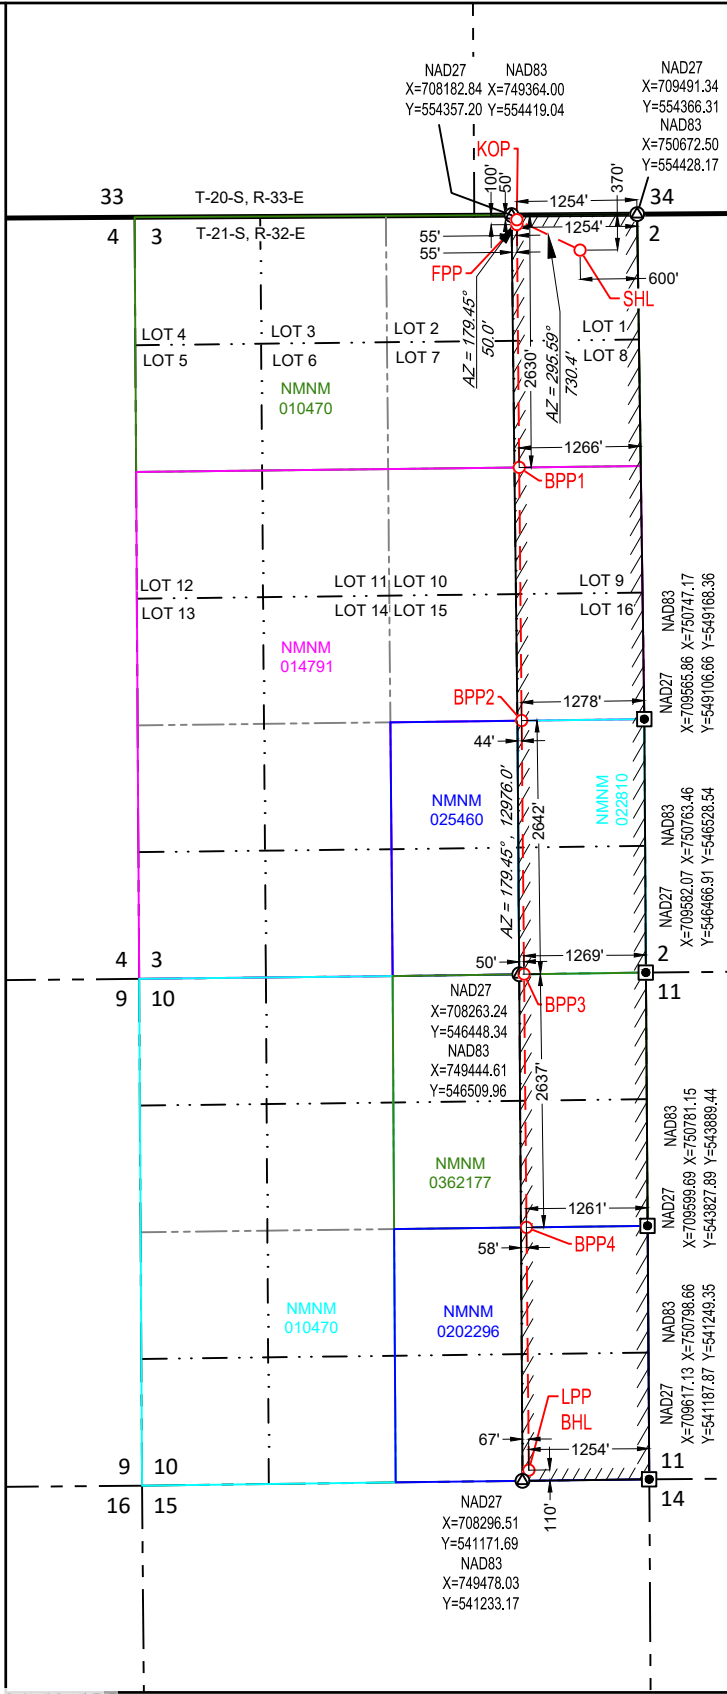 NAD27
X=708182.84
Y=554357.20
NAD83
X=749364.00
Y=554419.04
NAD27
X=709491.34
Y=554366.31
NAD83
X=750672.50
Y=554428.17
KOP
100'
50'
1254'
370'
33
T-20-S, R-33-E
34
4
3
T-21-S, R-32-E
1254'
2
55'
55'
FPP
600'
SHL
AZ = 179.45°
50.0'
2630'
AZ = 295.59°
730.4'
LOT 4
LOT 3
LOT 2
LOT 1
LOT 5
LOT 6
LOT 7
LOT 8
NMNM
010470
1266'
BPP1
LOT 12
LOT 11
LOT 10
LOT 9
LOT 13
LOT 14
LOT 15
LOT 16
NAD83
X=750747.17
Y=549168.36
NAD27
X=709565.86
Y=549106.66
NMNM
014791
BPP2
1278'
44'
NMNM
025460
NMNM
022810
AZ = 179.45°, 12976.0'
2642'
NAD83
X=750763.46
Y=546528.54
NAD27
X=709582.07
Y=546466.91
4
3
50'
1269'
2
9
10
11
BPP3
NAD27
X=708263.24
Y=546448.34
NAD83
X=749444.61
Y=546509.96
2637'
NAD83
X=750781.15
Y=543889.44
NAD27
X=709599.69
Y=543827.89
NMNM
0362177
1261'
58'
BPP4
NMNM
010470
NMNM
0202296
NAD83
X=750798.66
Y=541249.35
NAD27
X=709617.13
Y=541187.87
LPP
BHL
67'
1254'
9
10
11
16
15
14
110'
NAD27
X=708296.51
Y=541171.69
NAD83
X=749478.03
Y=541233.17